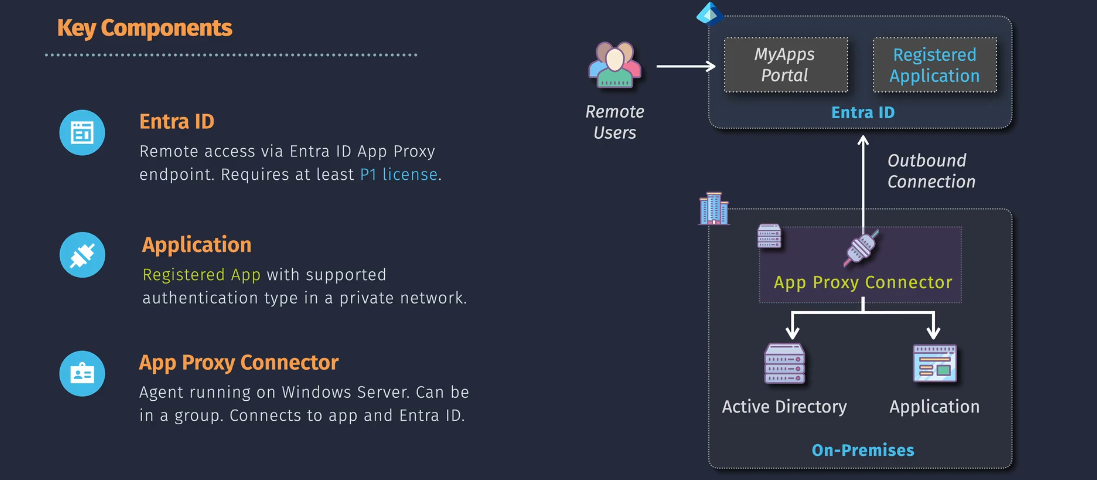 Key Components
Entra ID
Remote access via Entra ID App Proxy
endpoint. Requires at least P1 license.
Application
Registered App with supported
authentication type in a private network.
App Proxy Connector
Agent running on Windows Server. Can be
in a group. Connects to app and Entra ID.
Remote
Users
MyApps
Portal
Registered
Application
Entra ID
Outbound
Connection
App Proxy Connector
Active Directory
Application
On-Premises